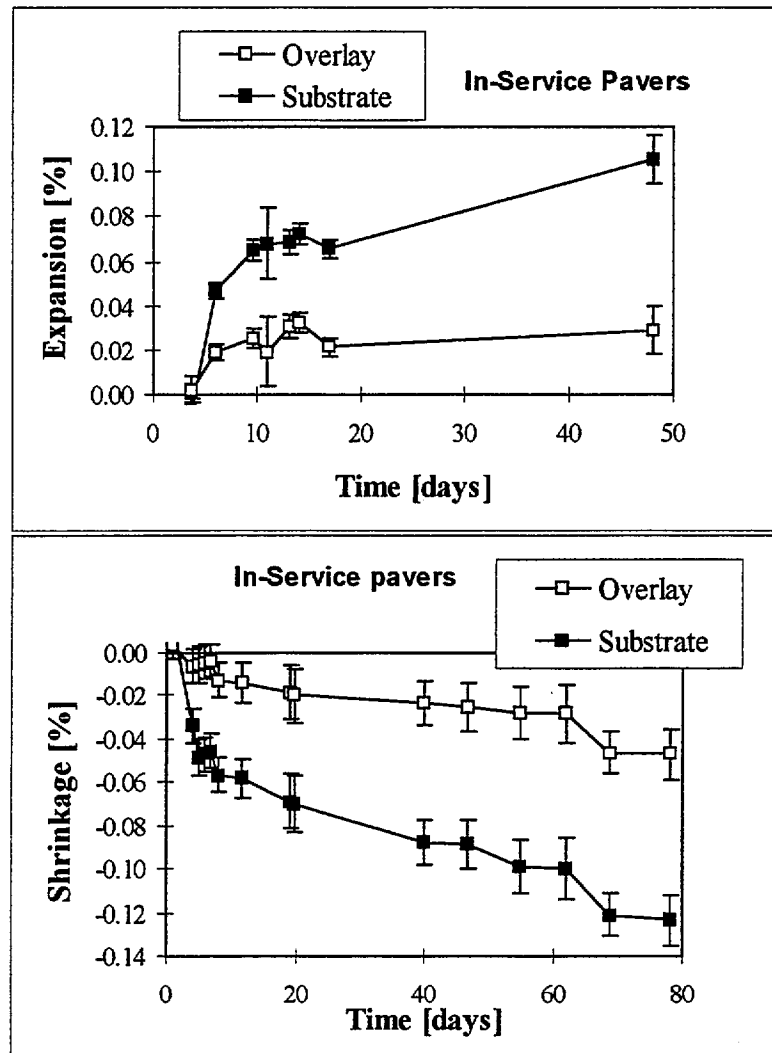 Overlay
Substrate
In-Service Pavers
0.12
0.10
0.08
0.06
0.04
0.02
0.00
Expansion [%]
0 10 20 30 40 50
Time [days]
In-Service pavers
Overlay
Substrate
0.00
-0.02
-0.04
-0.06
-0.08
-0.10
-0.12
-0.14
Shrinkage [%]
0 20 40 60 80
Time [days]